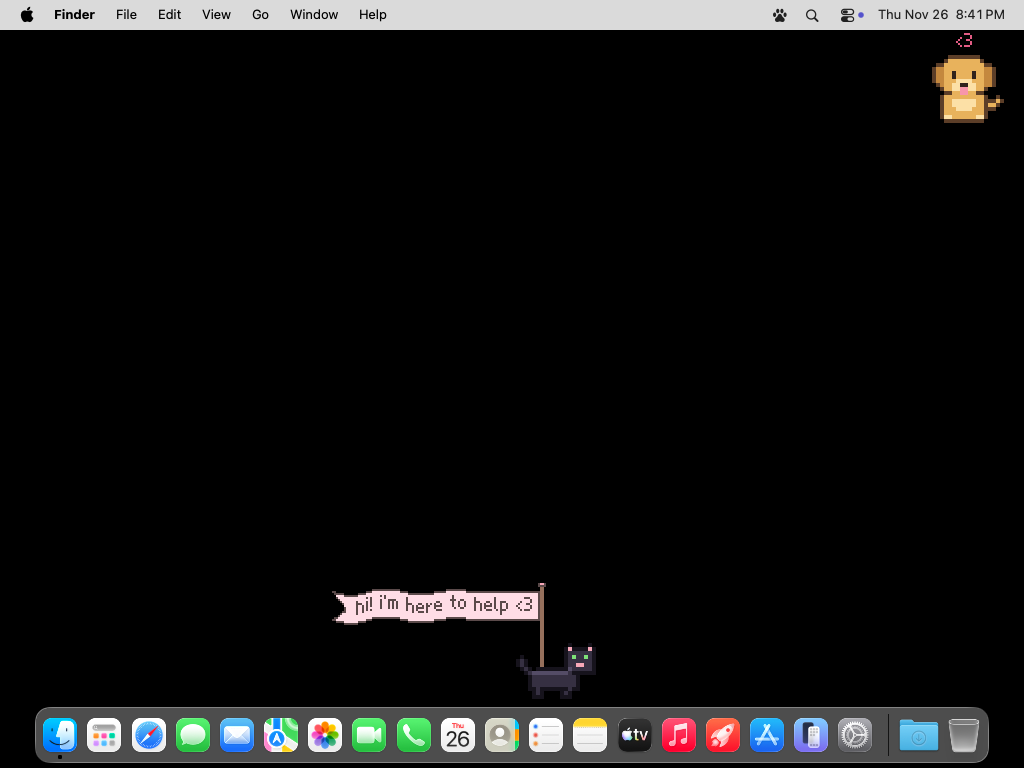 Finder File Edit View Go Window Help Thu Nov 26 8:41 PM
<3
hi! i'm here to help <3
Thu
26
tv